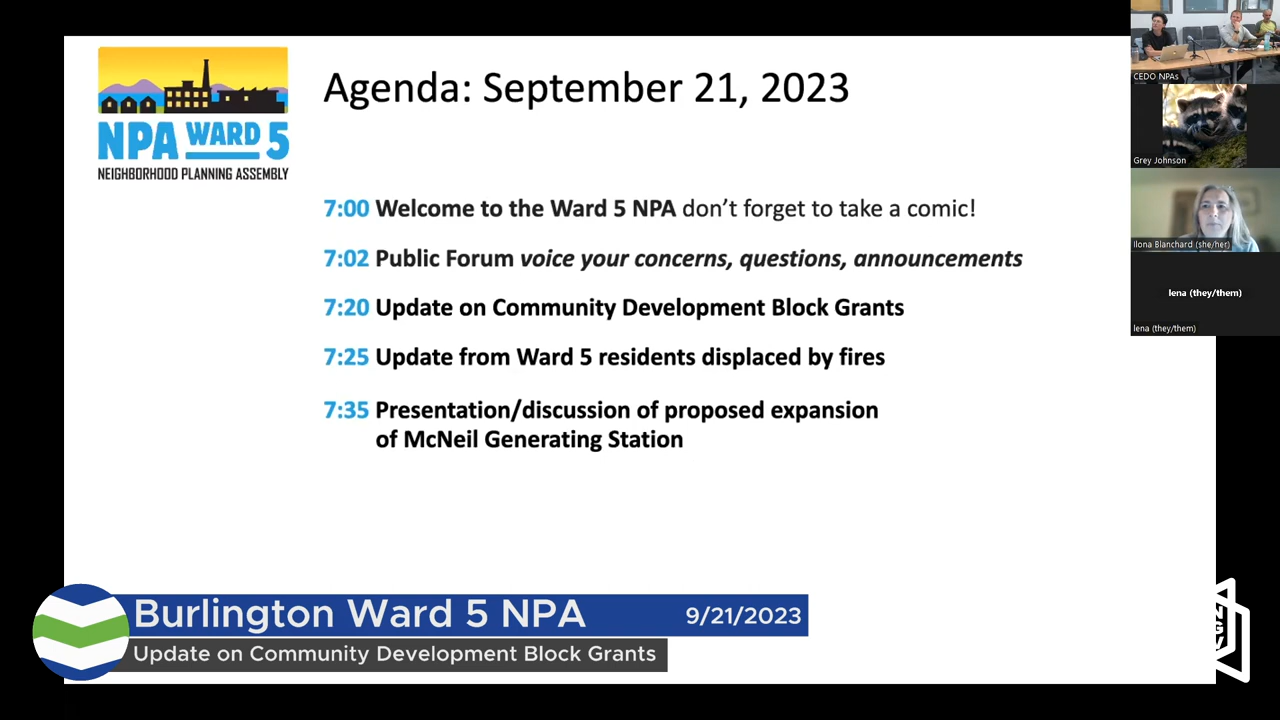 NPA WARD 5
NEIGHBORHOOD PLANNING ASSEMBLY
Agenda: September 21, 2023
7:00 Welcome to the Ward 5 NPA don't forget to take a comic!
7:02 Public Forum voice your concerns, questions, announcements
7:20 Update on Community Development Block Grants
7:25 Update from Ward 5 residents displaced by fires
7:35 Presentation/discussion of proposed expansion
of McNeil Generating Station
CEDO NPAs
Grey Johnson
Ilona Blanchard (she/her)
lena (they/them)
lena (they/them)
Burlington Ward 5 NPA 9/21/2023
Update on Community Development Block Grants